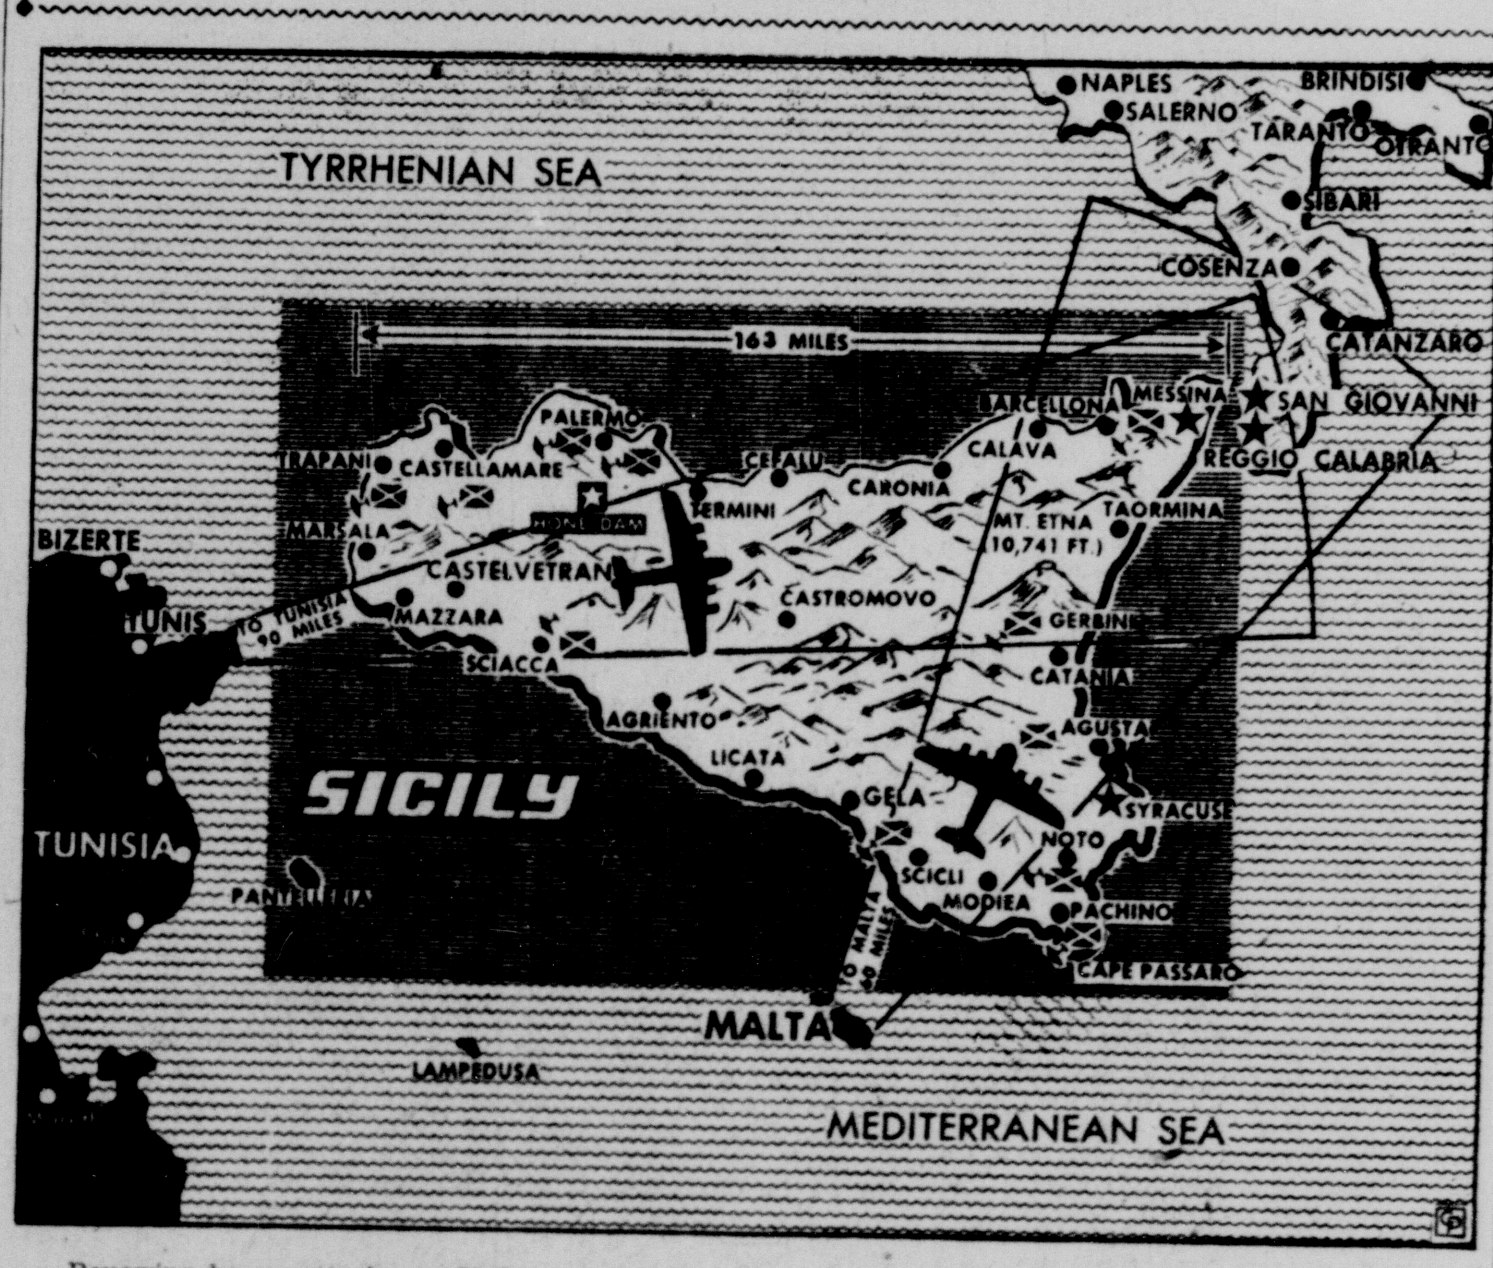 NAPLES
BRINDISI
SALERNO
TARANTO
OTRANTO
TYRRHENIAN SEA
SIBARI
COSENZA
163 MILES
CATANZARO
MESSINA
BARCELLONA
SAN GIOVANNI
PALERMO
CALAVA
REGGIO CALABRIA
TRAPANI
CASTELLAMARE
CEFALU
CARONIA
TERMINI
MT. ETNA
(10,741 FT.)
TAORMINA
MARSALA
BIZERTE
CASTELVETRAN
CASTROMOVO
TO TUNISIA
90 MILES
MAZZARA
TUNIS
GERBINI
SCIACCA
CATANIA
AGRIENTO
AGUSTA
LICATA
SICILY
GELA
SYRACUSE
NOTO
TUNISIA
SCICLI
PANTELLERIA
MODIEA
PACHINO
TO MALTA
60 MILES
CAPE PASSARO
MALTA
LAMPEDUSA
MEDITERRANEAN SEA
CP